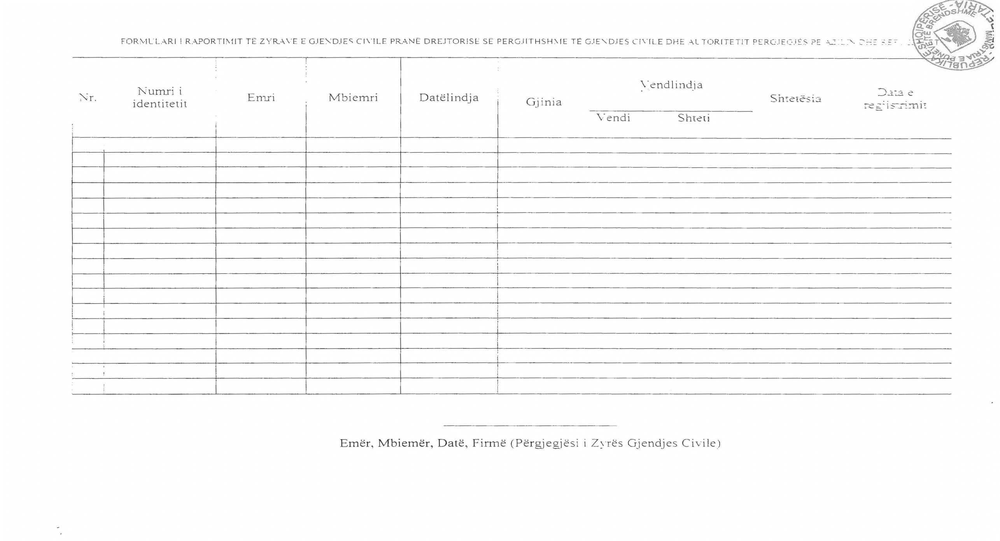 FORMULARI I RAPORTIMIT TË ZYRAVE E GJENDJES CIVILE PRANË DREJTORISE SË PERGJITHSHME TË GJENDJES CIVILE DHE AUTORITETIT PERGJEGJËS PE AZILIN DHE
Nr.
Numri i
identitetit
Emri
Mbiemri
Datëlindja
Gjinia
Vendlindja
Vendi
Shteti
Shtetësia
Data e
regjistrimit
Emër, Mbiemër, Datë, Firmë (Përgjegjësi i Zyrës Gjendjes Civile)
REPUBLIKA E SHQIPËRISË
MINISTRIA E PUNËVE TË BRENDSHME